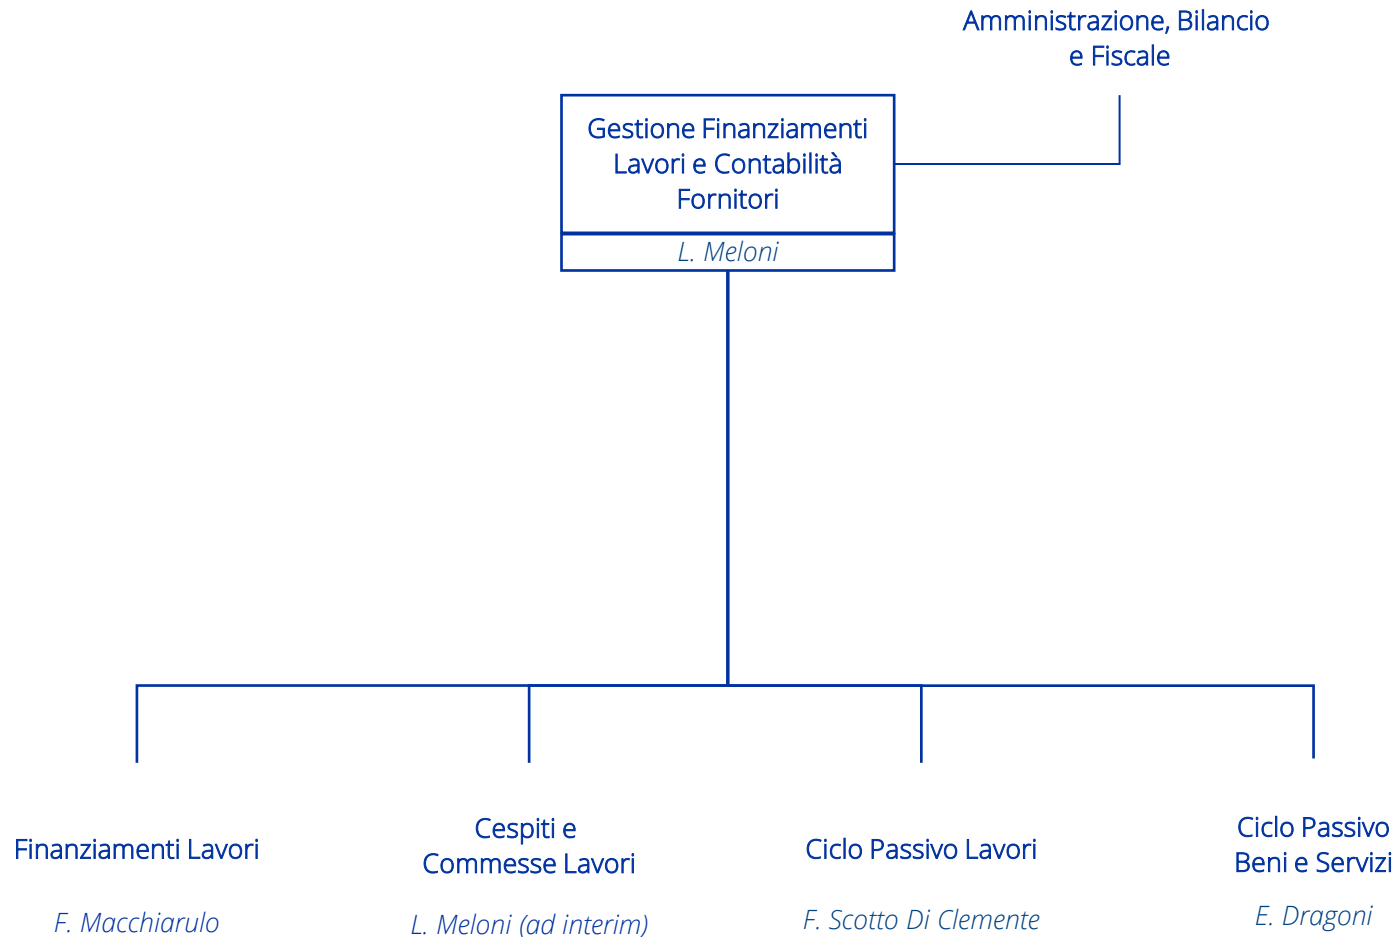 Amministrazione, Bilancio
e Fiscale
Gestione Finanziamenti
Lavori e Contabilità
Fornitori
L. Meloni
Finanziamenti Lavori
F. Macchiarulo
Cespiti e
Commesse Lavori
L. Meloni (ad interim)
Ciclo Passivo Lavori
F. Scotto Di Clemente
Ciclo Passivo
Beni e Servizi
E. Dragoni